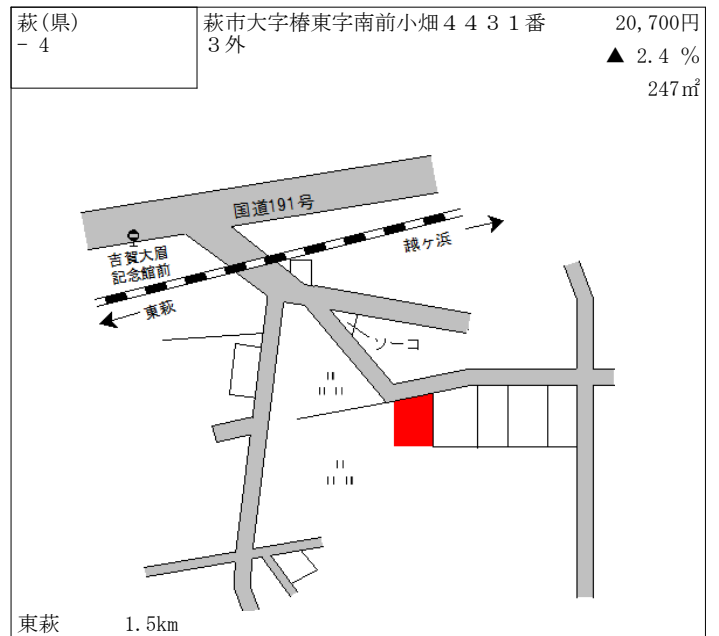 萩(県)
- 4
萩市大字椿東字南前小畑４４３１番
３外
20,700円
▲ 2.4 %
247㎡
国道191号
吉賀大眉
記念館前
越ヶ浜
東萩
ソーコ
東萩 1.5km